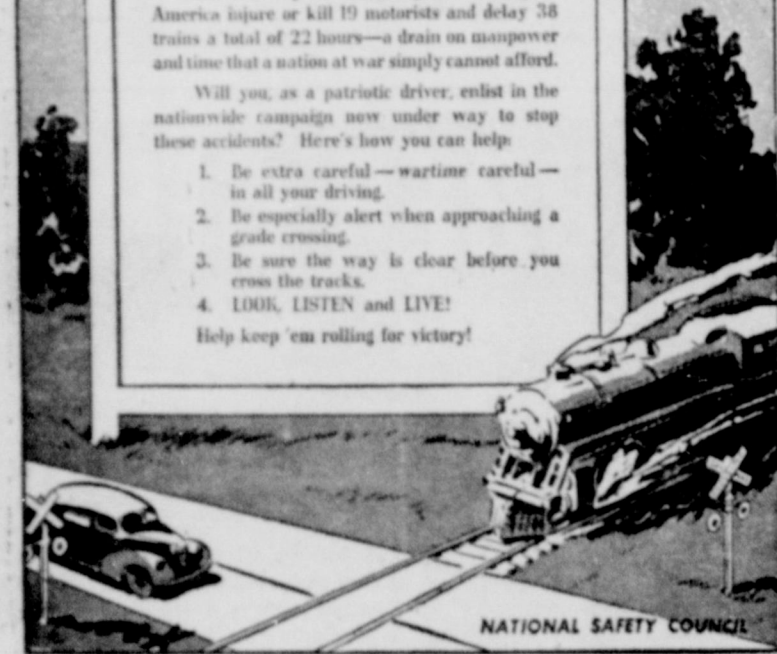 America injure or kill 19 motorists and delay 38
trains a total of 22 hours—a drain on manpower
and time that a nation at war simply cannot afford.
Will you, as a patriotic driver, enlist in the
nationwide campaign now under way to stop
these accidents? Here's how you can help:
1. Be extra careful—wartime careful—
in all your driving.
2. Be especially alert when approaching a
grade crossing.
3. Be sure the way is clear before you
cross the tracks.
4. LOOK, LISTEN and LIVE!
Help keep 'em rolling for victory!
NATIONAL SAFETY COUNCIL